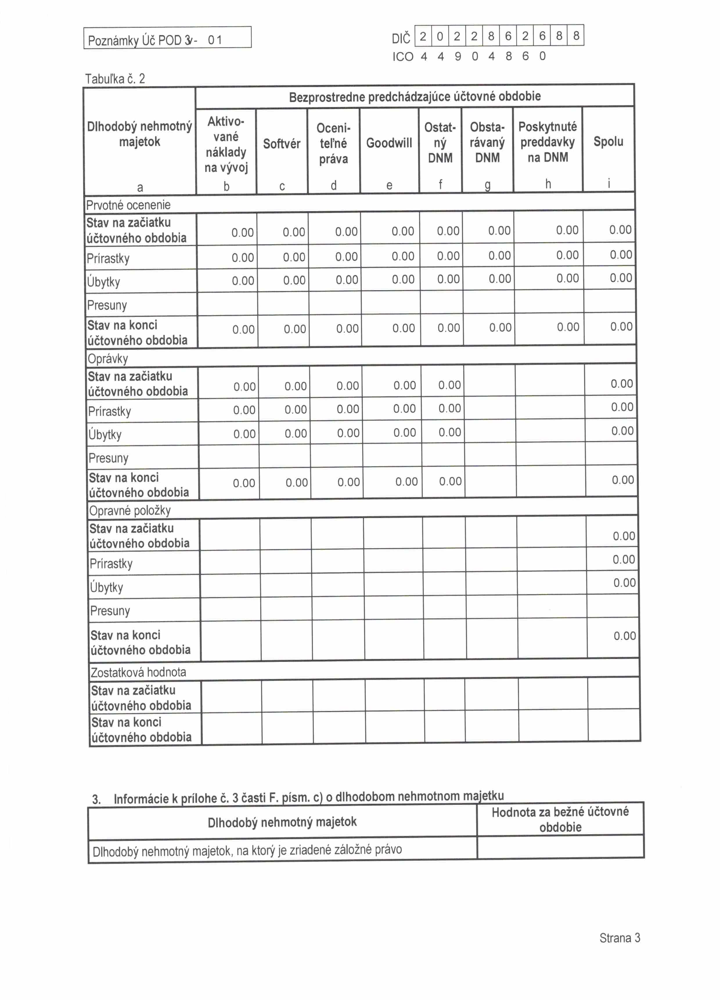 Poznámky Úč POD 3v- 01
DIČ 2 0 2 2 8 6 2 6 8 8
ICO 4 4 9 0 4 8 6 0
Tabuľka č. 2
Bezprostredne predchádzajúce účtovné obdobie
Dlhodobý nehmotný majetok
Aktivo-
vané
náklady
na vývoj
Softvér
Oceni-
teľné
práva
Goodwill
Ostat-
ný
DNM
Obsta-
rávaný
DNM
Poskytnuté
preddavky
na DNM
Spolu
a b c d e f g h i
Prvotné ocenenie
Stav na začiatku
účtovného obdobia 0.00 0.00 0.00 0.00 0.00 0.00 0.00 0.00
Prírastky 0.00 0.00 0.00 0.00 0.00 0.00 0.00 0.00
Úbytky 0.00 0.00 0.00 0.00 0.00 0.00 0.00 0.00
Presuny
Stav na konci
účtovného obdobia 0.00 0.00 0.00 0.00 0.00 0.00 0.00 0.00
Oprávky
Stav na začiatku
účtovného obdobia 0.00 0.00 0.00 0.00 0.00 0.00
Prírastky 0.00 0.00 0.00 0.00 0.00 0.00
Úbytky 0.00 0.00 0.00 0.00 0.00 0.00
Presuny
Stav na konci
účtovného obdobia 0.00 0.00 0.00 0.00 0.00 0.00
Opravné položky
Stav na začiatku
účtovného obdobia 0.00
Prírastky 0.00
Úbytky 0.00
Presuny
Stav na konci
účtovného obdobia 0.00
Zostatková hodnota
Stav na začiatku
účtovného obdobia
Stav na konci
účtovného obdobia
3. Informácie k prílohe č. 3 časti F. písm. c) o dlhodobom nehmotnom majetku
Dlhodobý nehmotný majetok
Hodnota za bežné účtovné
obdobie
Dlhodobý nehmotný majetok, na ktorý je zriadené záložné právo
Strana 3